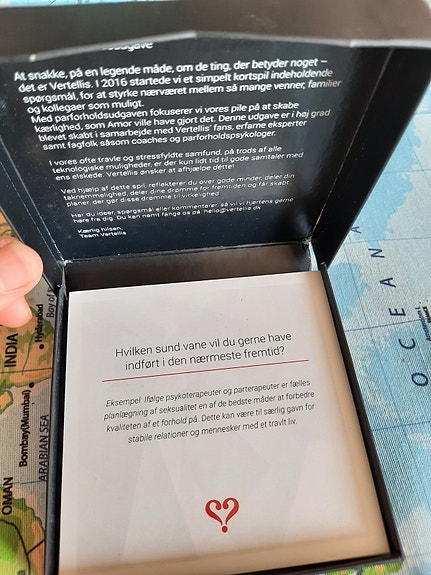 At snakke, på en legende måde, om de ting, der betyder noget –
det er Vertellis. I 2016 startede vi et simpelt kortspil indeholdende
spørgsmål, for at styrke nærværet mellem så mange venner, familier
og kollegaer som muligt.
Med parforholdsudgaven fokuserer vi vores pile på at skabe
kærlighed, som Amor ville have gjort det. Denne udgave er i høj grad
blevet skabt i samarbejde med Vertellis' fans, erfarne eksperter
samt fagfolk såsom coaches og parforholdspsykologer.
I vores ofte travle og stressfyldte samfund, på trods af alle
teknologiske muligheder, er der kun lidt tid til gode samtaler med
ens elskede. Vertellis ønsker at afhjælpe dette!
Ved hjælp af dette spil, reflekterer du over gode minder, deler din
taknemmelighed, deler dine drømme for fremtiden og får skabt
planer, der gør disse drømme til virkelighed
Har du ideer, spørgsmål eller kommentarer så vil vi hjertens gerne
høre fra dig. Du kan nemt fange os på hello@vertellis.dk
Kærlig hilsen,
Team Vertellis
Hvilken sund vane vil du gerne have
indført i den nærmeste fremtid?
Eksempel: Ifølge psykoterapeuter og parterapeuter er fælles
planlægning af seksualitet en af de bedste måder at forbedre
kvaliteten af et forhold på. Dette kan være til særlig gavn for
stabile relationer og mennesker med et travlt liv.
INDIA
Hyderabad
Bay of
Bombay(Mumbai)
ARABIAN SEA
OMAN
OCEAN